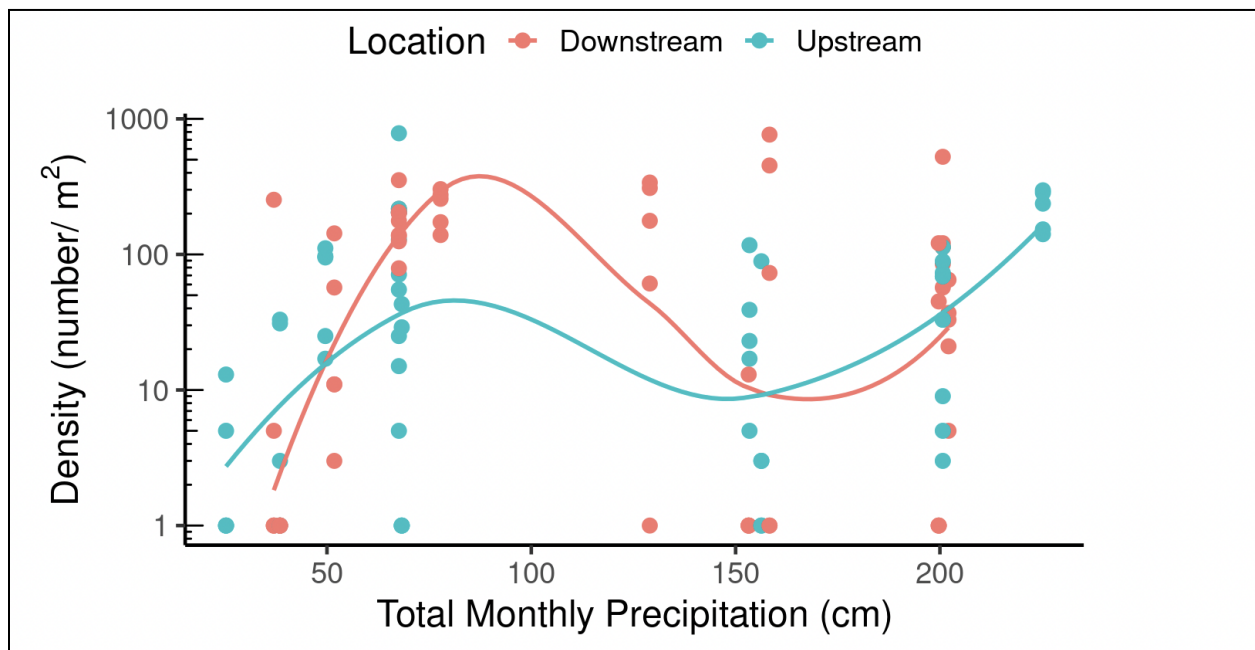 Location Downstream Upstream
1000
100
10
1
Density (number/ m²)
50 100 150 200
Total Monthly Precipitation (cm)